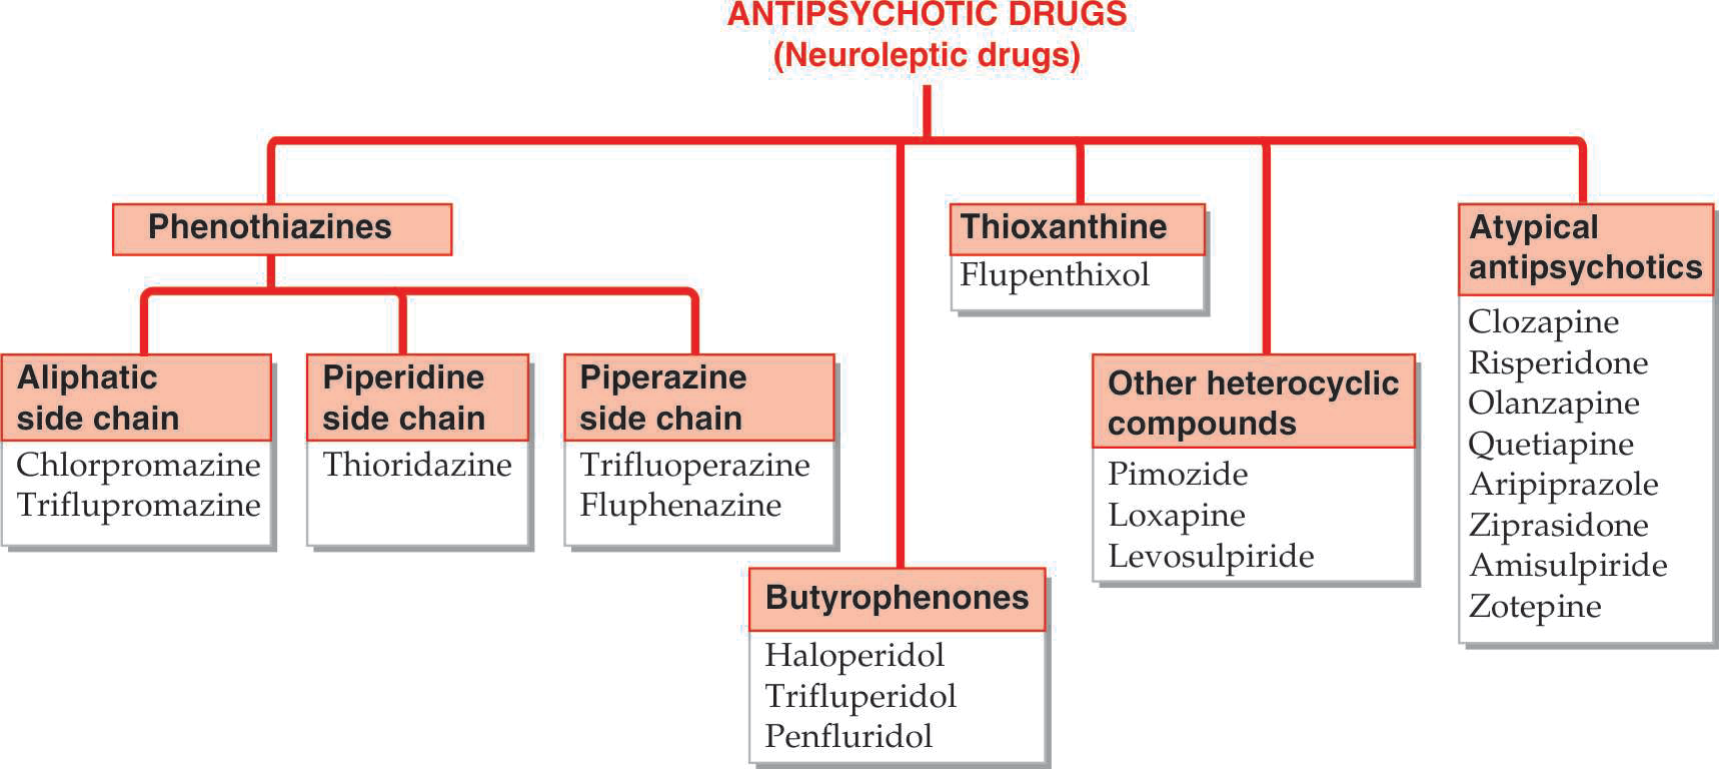 ANTIPSYCHOTIC DRUGS
(Neuroleptic drugs)
Phenothiazines
Aliphatic
side chain
Chlorpromazine
Triflupromazine
Piperidine
side chain
Thioridazine
Piperazine
side chain
Trifluoperazine
Fluphenazine
Butyrophenones
Haloperidol
Trifluperidol
Penfluridol
Thioxanthine
Flupenthixol
Other heterocyclic
compounds
Pimozide
Loxapine
Levosulpiride
Atypical
antipsychotics
Clozapine
Risperidone
Olanzapine
Quetiapine
Aripiprazole
Ziprasidone
Amisulpiride
Zotepine